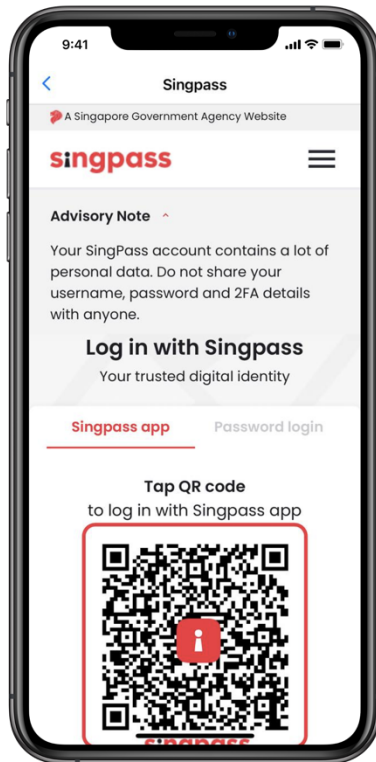 9:41
Singpass
A Singapore Government Agency Website
singpass
Advisory Note
Your SingPass account contains a lot of
personal data. Do not share your
username, password and 2FA details
with anyone.
Log in with Singpass
Your trusted digital identity
Singpass app
Password login
Tap QR code
to log in with Singpass app
singpass